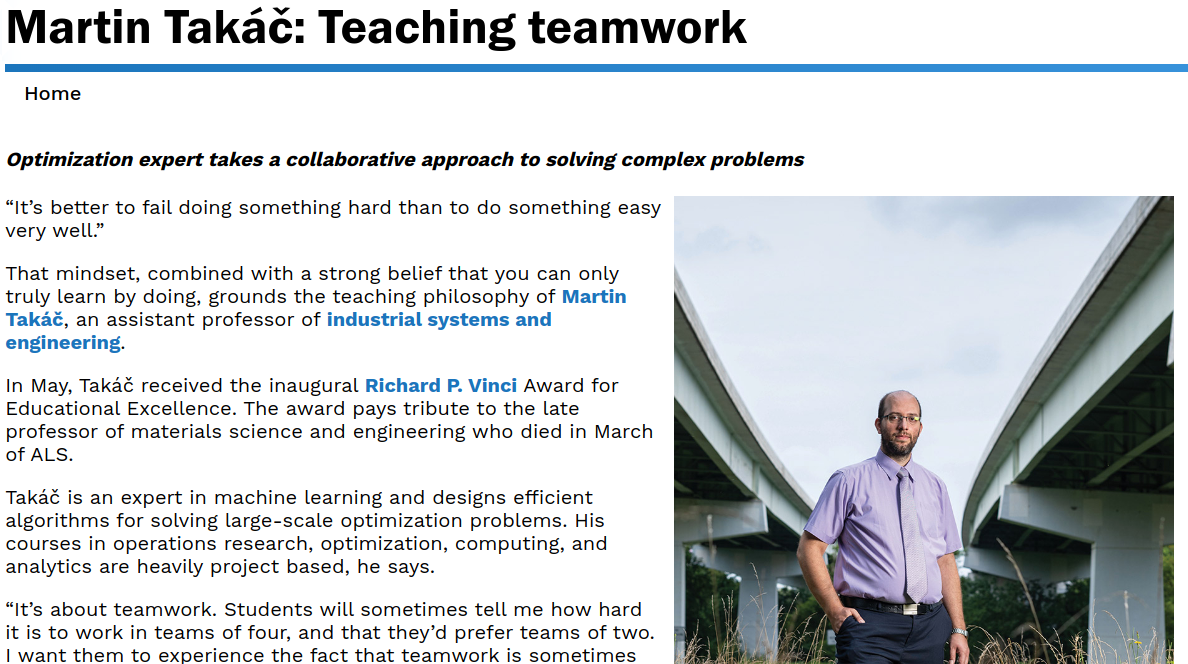 Martin Takáč: Teaching teamwork
Home
Optimization expert takes a collaborative approach to solving complex problems
“It’s better to fail doing something hard than to do something easy
very well.”
That mindset, combined with a strong belief that you can only
truly learn by doing, grounds the teaching philosophy of Martin
Takáč, an assistant professor of industrial systems and
engineering.
In May, Takáč received the inaugural Richard P. Vinci Award for
Educational Excellence. The award pays tribute to the late
professor of materials science and engineering who died in March
of ALS.
Takáč is an expert in machine learning and designs efficient
algorithms for solving large-scale optimization problems. His
courses in operations research, optimization, computing, and
analytics are heavily project based, he says.
“It’s about teamwork. Students will sometimes tell me how hard
it is to work in teams of four, and that they’d prefer teams of two.
I want them to experience the fact that teamwork is sometimes